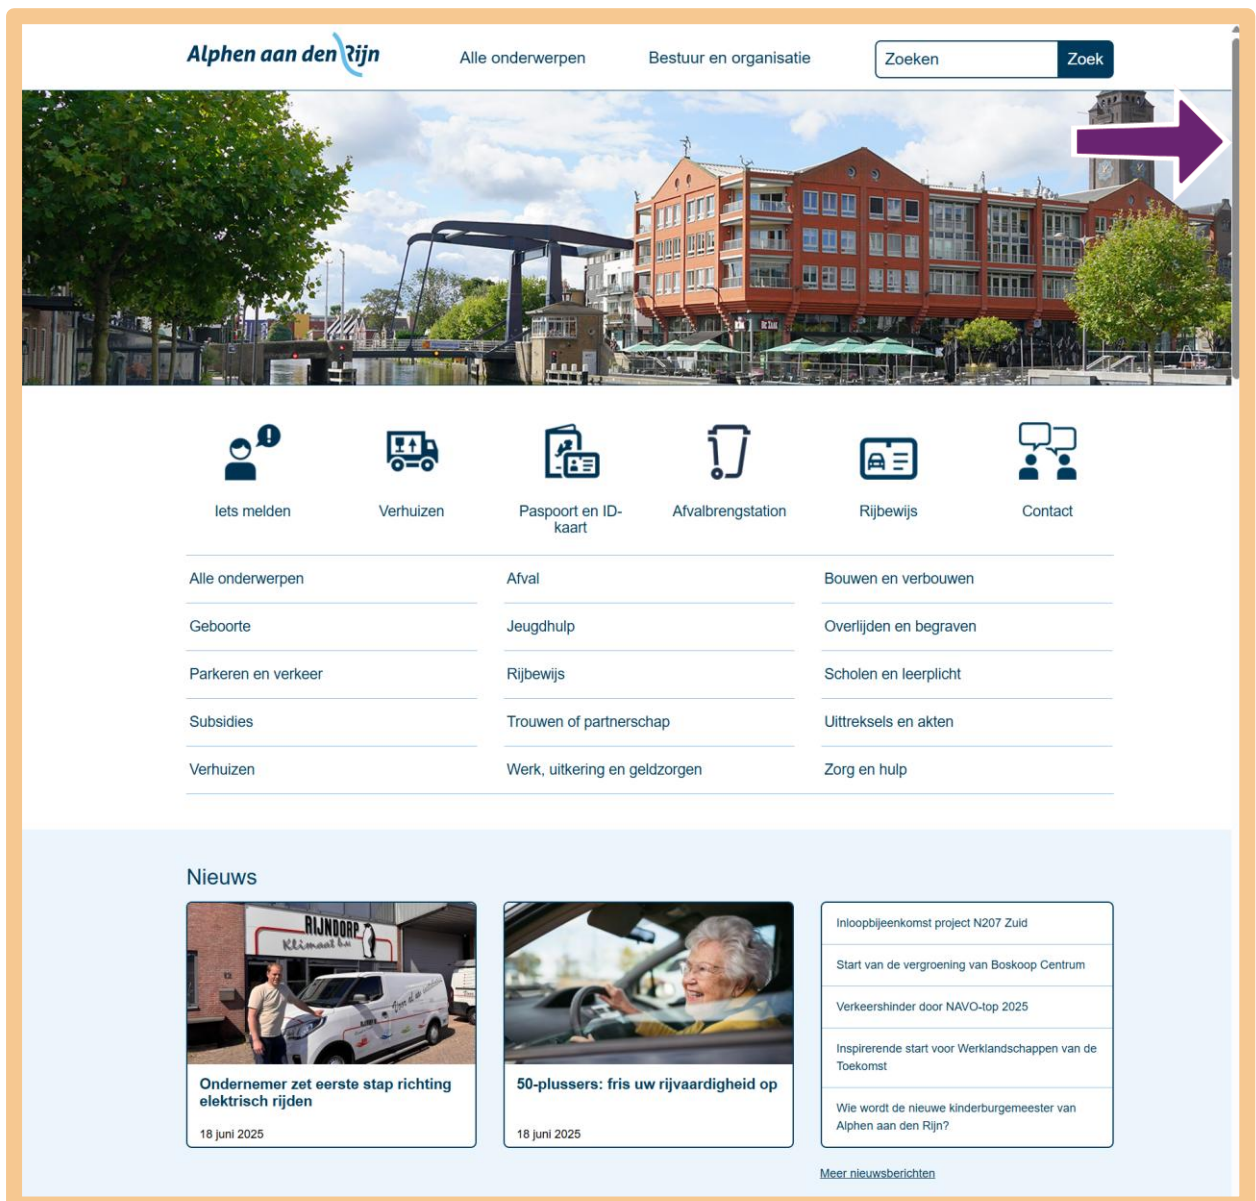 Alphen aan den Rijn
Alle onderwerpen
Bestuur en organisatie
Zoeken
Zoek
Iets melden
Verhuizen
Paspoort en ID-
kaart
Afvalbrengstation
Rijbewijs
Contact
Alle onderwerpen
Afval
Bouwen en verbouwen
Geboorte
Jeugdhulp
Overlijden en begraven
Parkeren en verkeer
Rijbewijs
Scholen en leerplicht
Subsidies
Trouwen of partnerschap
Uittreksels en akten
Verhuizen
Werk, uitkering en geldzorgen
Zorg en hulp
Nieuws
RIJNDORP
Klimaat b.v.
Ondernemer zet eerste stap richting
elektrisch rijden
18 juni 2025
50-plussers: fris uw rijvaardigheid op
18 juni 2025
Inloopbijeenkomst project N207 Zuid
Start van de vergroening van Boskoop Centrum
Verkeershinder door NAVO-top 2025
Inspirerende start voor Werklandschappen van de
Toekomst
Wie wordt de nieuwe kinderburgemeester van
Alphen aan den Rijn?
Meer nieuwsberichten